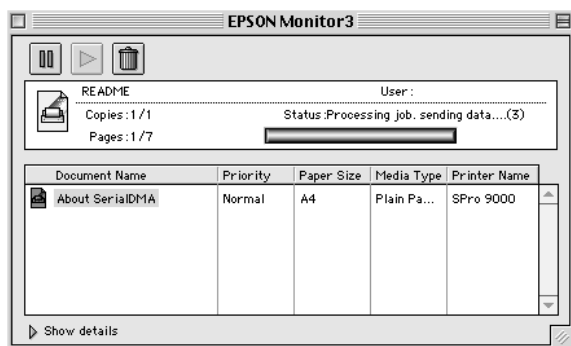 EPSON Monitor3
README User :
Copies : 1/1 Status :Processing job. sending data....(3)
Pages : 1/7
Document Name Priority Paper Size Media Type Printer Name
About SerialDMA Normal A4 Plain Pa... SPro 9000
Show details